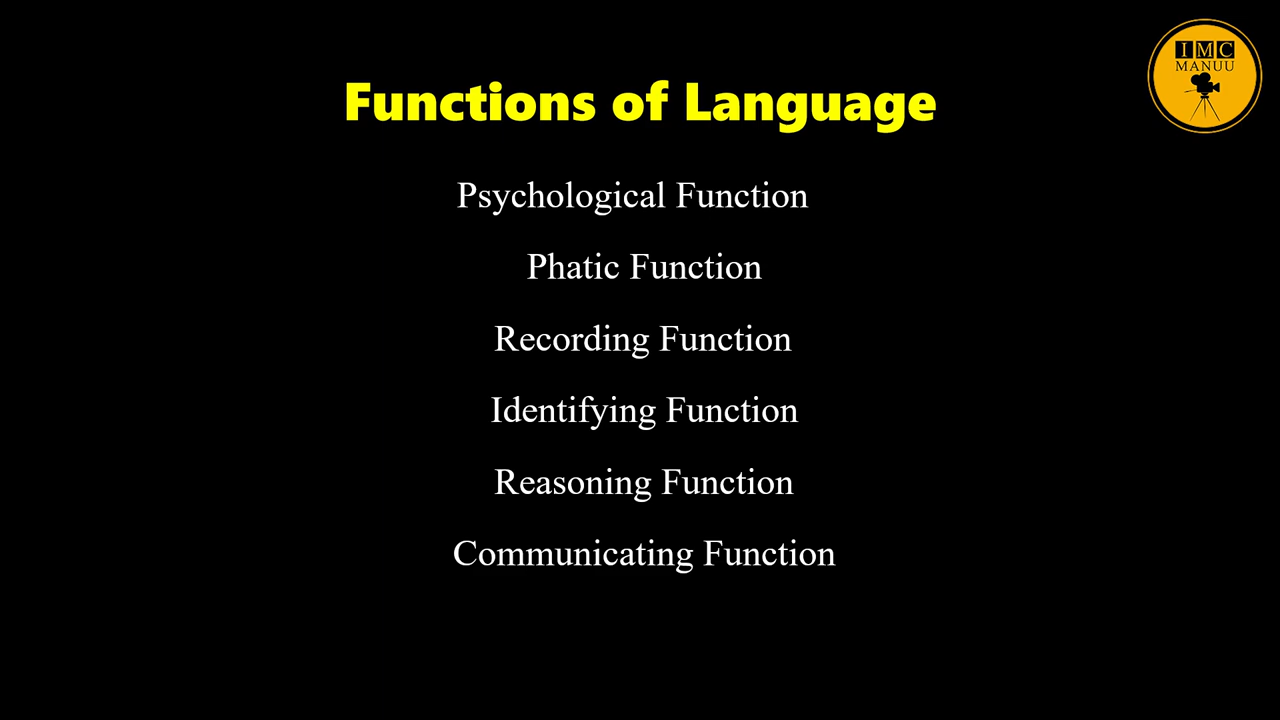 IMC
MANUU
Functions of Language
Psychological Function
Phatic Function
Recording Function
Identifying Function
Reasoning Function
Communicating Function